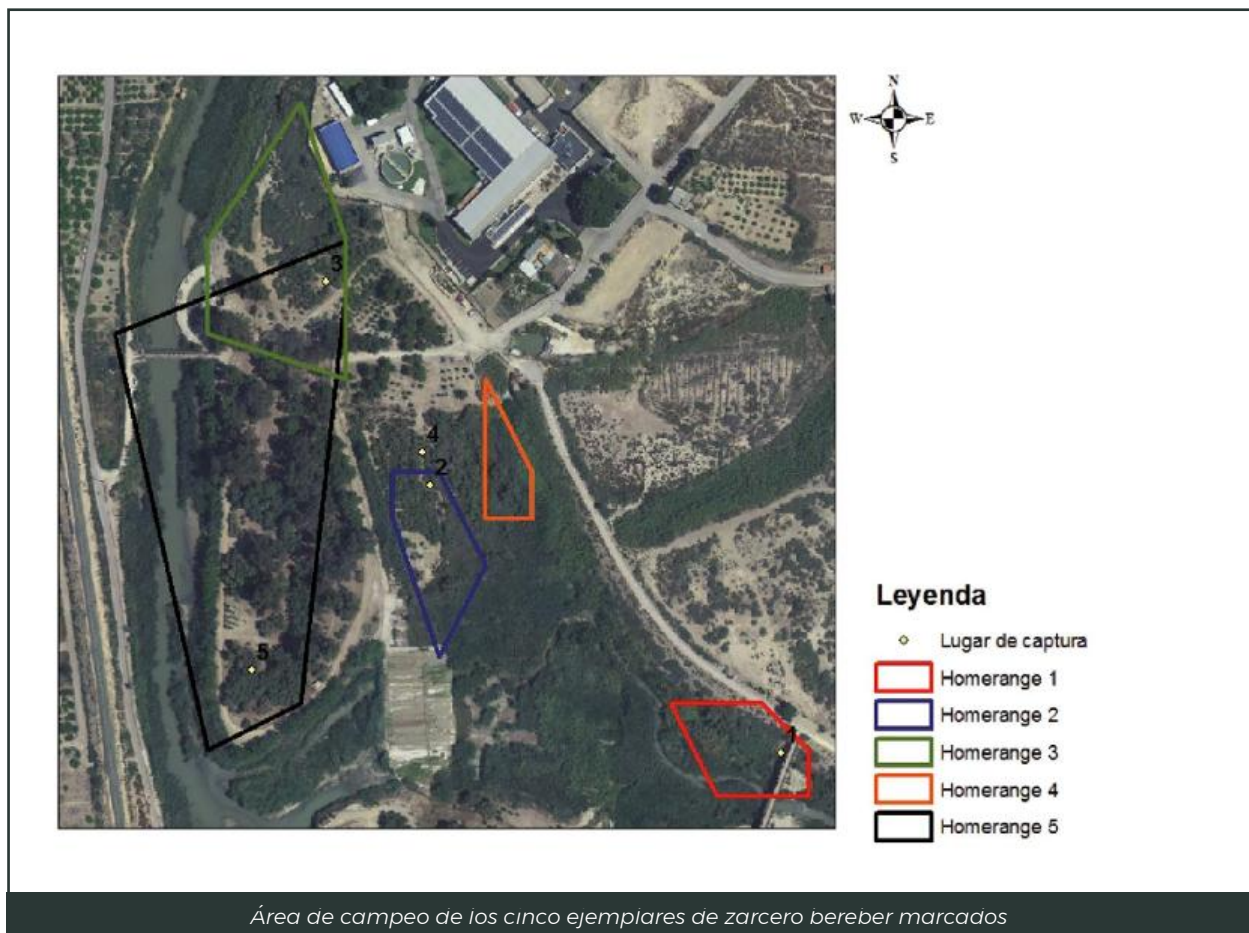 N
W E
S
3
4
2
5
1
Leyenda
Lugar de captura
Homerange 1
Homerange 2
Homerange 3
Homerange 4
Homerange 5
Área de campeo de los cinco ejemplares de zarcero bereber marcados